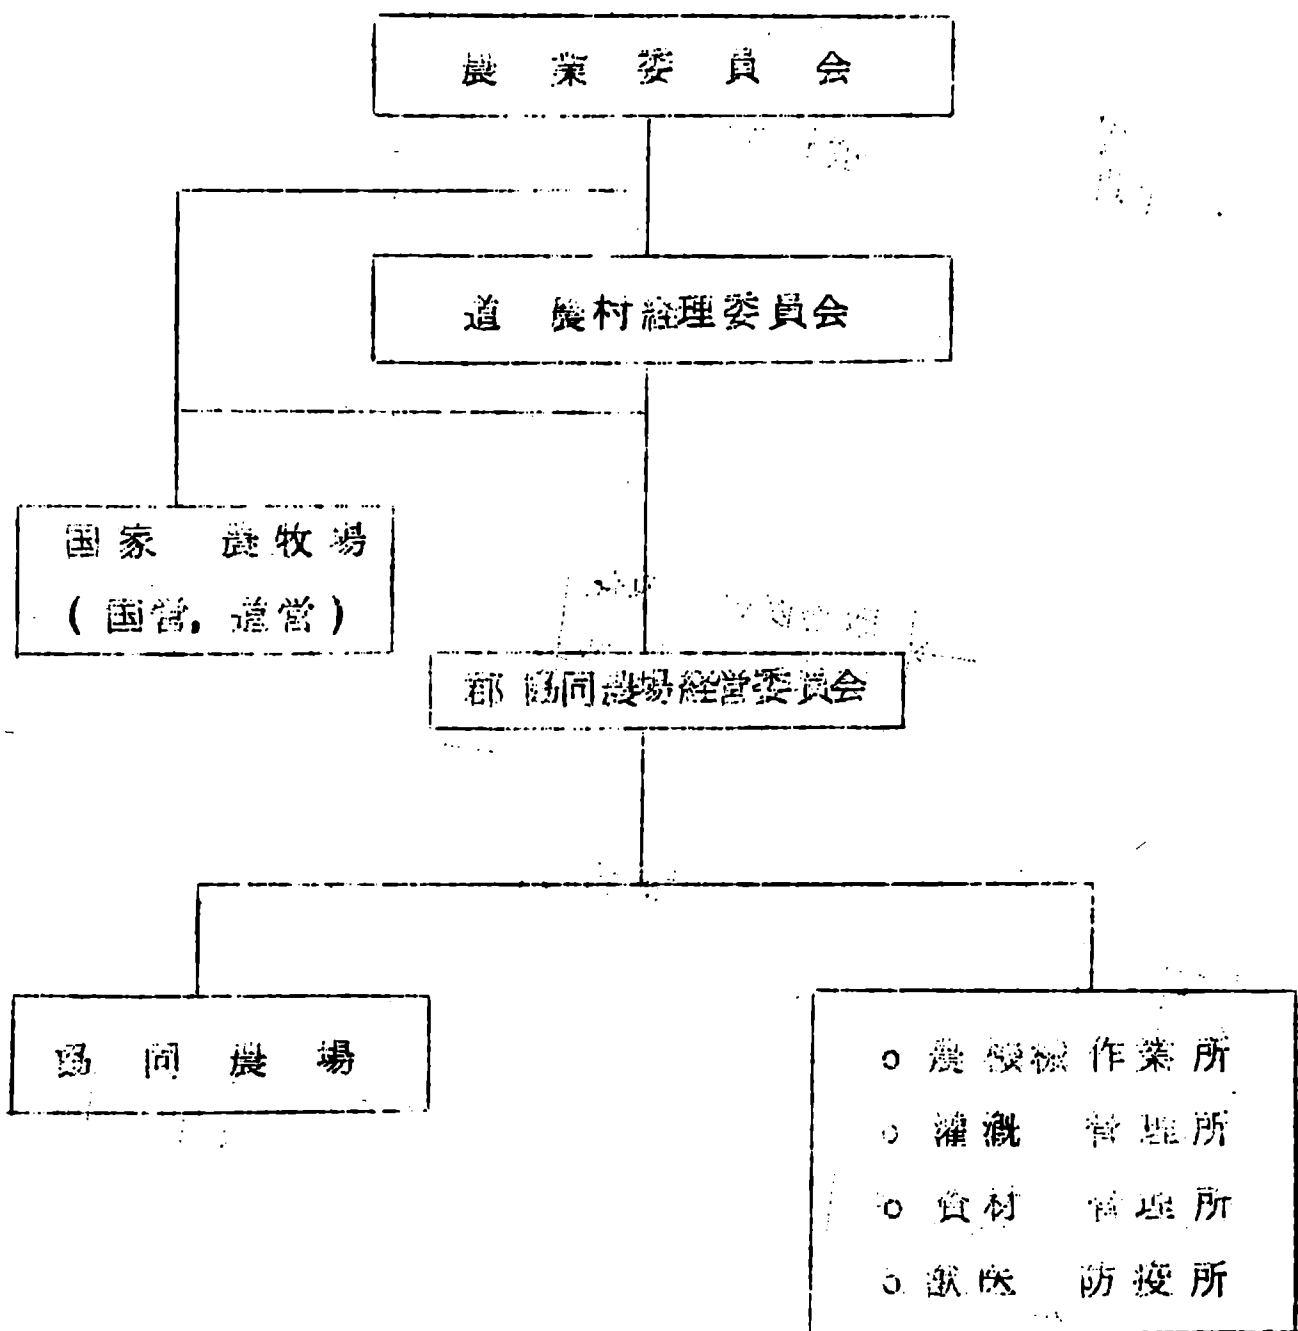 農業委員会
道 農村経理委員会
国家 農牧場
(国営, 道営)
郡 協同農場経営委員会
協同農場
○ 農機械作業所
○ 灌漑 管理所
○ 資材 管理所
○ 獣医 防疫所